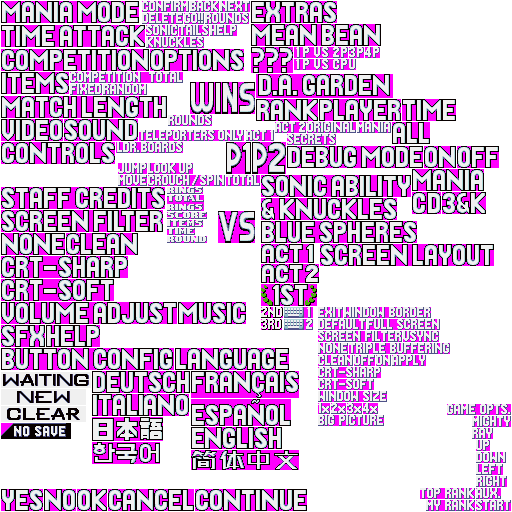 MANIA MODE
CONFIRM BACK NEXT
DELETE GO!! ROUNDS
EXTRAS
TIME ATTACK
SONIC TAILS HELP
KNUCKLES
MEAN BEAN
COMPETITION OPTIONS
???
1P VS 2P 3P 4P
1P VS CPU
ITEMS
COMPETITION TOTAL
FIXED RANDOM
WINS
D.A. GARDEN
MATCH LENGTH
RANK PLAYER TIME
VIDEO SOUND
ROUNDS
TELEPORTERS ONLY ACT 1
ACT 2 ORIGINAL MANIA
SECRETS
ALL
CONTROLS
LDR. BOARDS
P1 P2
DEBUG MODE ON OFF
JUMP LOOK UP
MOVE CROUCH / SPIN TOTAL
SONIC ABILITY
MANIA
STAFF CREDITS
RINGS
TOTAL
RINGS
SCORE
ITEMS
TIME
ROUND
VS
& KNUCKLES
CD 3&K
SCREEN FILTER
BLUE SPHERES
NONE CLEAN
ACT 1
SCREEN LAYOUT
CRT-SHARP
ACT 2
CRT-SOFT
1ST
VOLUME ADJUST MUSIC
2ND 1
3RD 2
EXIT WINDOW BORDER
DEFAULT FULL SCREEN
SFX HELP
SCREEN FILTER VSYNC
NONE TRIPLE BUFFERING
BUTTON CONFIG LANGUAGE
CLEAN OFF ON APPLY
CRT-SHARP
CRT-SOFT
WINDOW SIZE
1x 2x 3x 4x
BIG PICTURE
WAITING
NEW
CLEAR
NO SAVE
DEUTSCH FRANÇAIS
ITALIANO
ESPAÑOL
日本語
ENGLISH
한국어
简体中文
GAME OPTS.
MIGHTY
RAY
UP
DOWN
LEFT
RIGHT
TOP RANK AUX.
MY RANK START
YES NO OK CANCEL CONTINUE